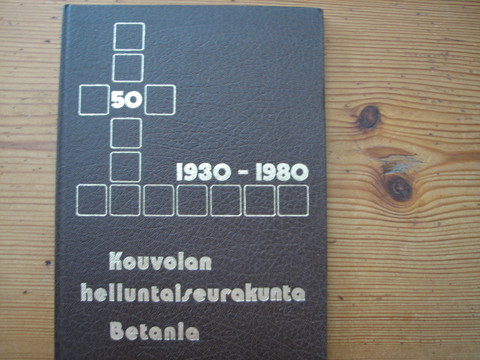 50
1930 - 1980
Kouvolan
helluntaiseurakunta
Betania